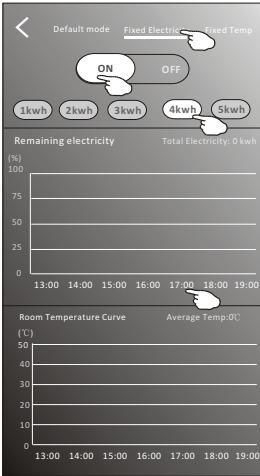 Default mode Fixed Electrici Fixed Temp
ON OFF
1kwh 2kwh 3kwh 4kwh 5kwh
Remaining electricity Total Electricity: 0 kwh
(%)
100
75
50
25
0
13:00 14:00 15:00 16:00 17:00 18:00 19:00
Room Temperature Curve Average Temp:0℃
(℃)
50
40
30
20
10
0
13:00 14:00 15:00 16:00 17:00 18:00 19:00